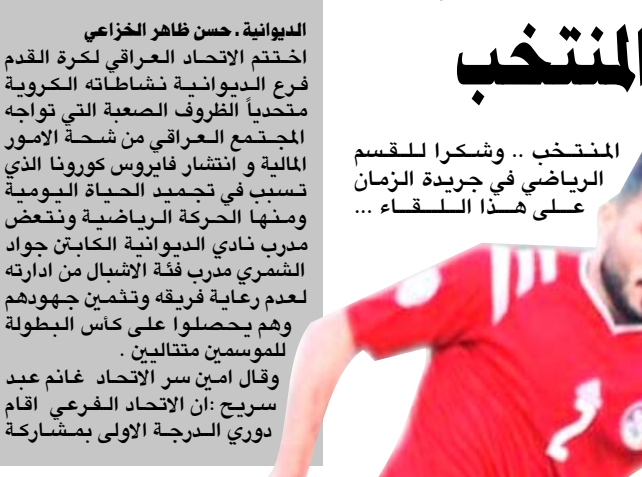 المنتخب
المنتخب .. وشكرا للقسم
الرياضي في جريدة الزمان
على هذا اللقاء ...
الديوانية . حسن ظاهر الخزاعي
اختتم الاتحاد العراقي لكرة القدم
فرع الديوانية نشاطاته الكروية
متحدياً الظروف الصعبة التي تواجه
المجتمع العراقي من شحة الامور
المالية و انتشار فايروس كورونا الذي
تسبب في تجميد الحياة اليومية
ومنها الحركة الرياضية ونتعض
مدرب نادي الديوانية الكابتن جواد
الشمري مدرب فئة الاشبال من ادارته
لعدم رعاية فريقه وتثمين جهودهم
وهم يحصلوا على كأس البطولة
للموسمين متتاليين .
وقال امين سر الاتحاد غانم عبد
سريح :ان الاتحاد الفرعي اقام
دوري الدرجة الاولى بمشاركة
2